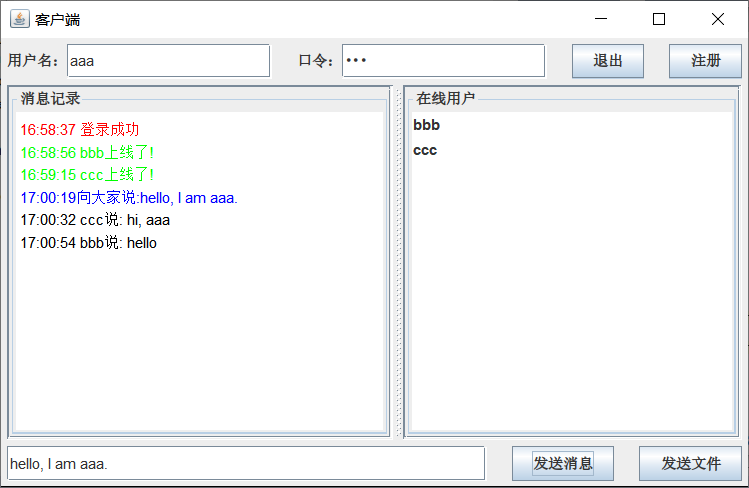 客户端
用户名: aaa 口令: ••• 退出 注册
消息记录
16:58:37 登录成功
16:58:56 bbb上线了!
16:59:15 ccc上线了!
17:00:19向大家说:hello, I am aaa.
17:00:32 ccc说: hi, aaa
17:00:54 bbb说: hello
在线用户
bbb
ccc
hello, I am aaa. 发送消息 发送文件